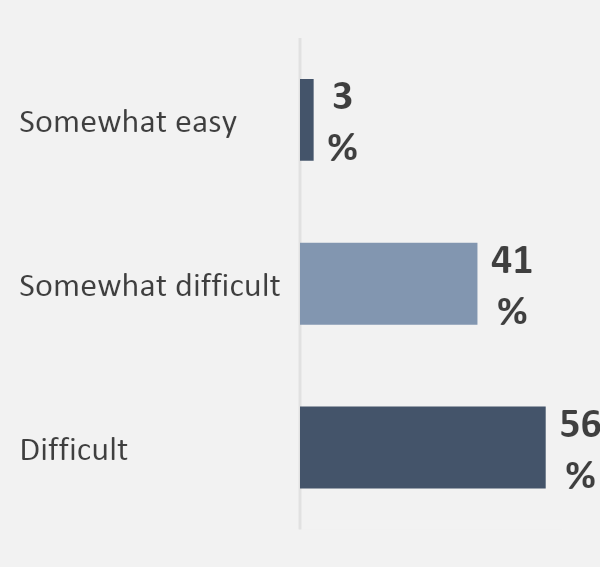 Somewhat easy
3
%
Somewhat difficult
41
%
Difficult
56
%